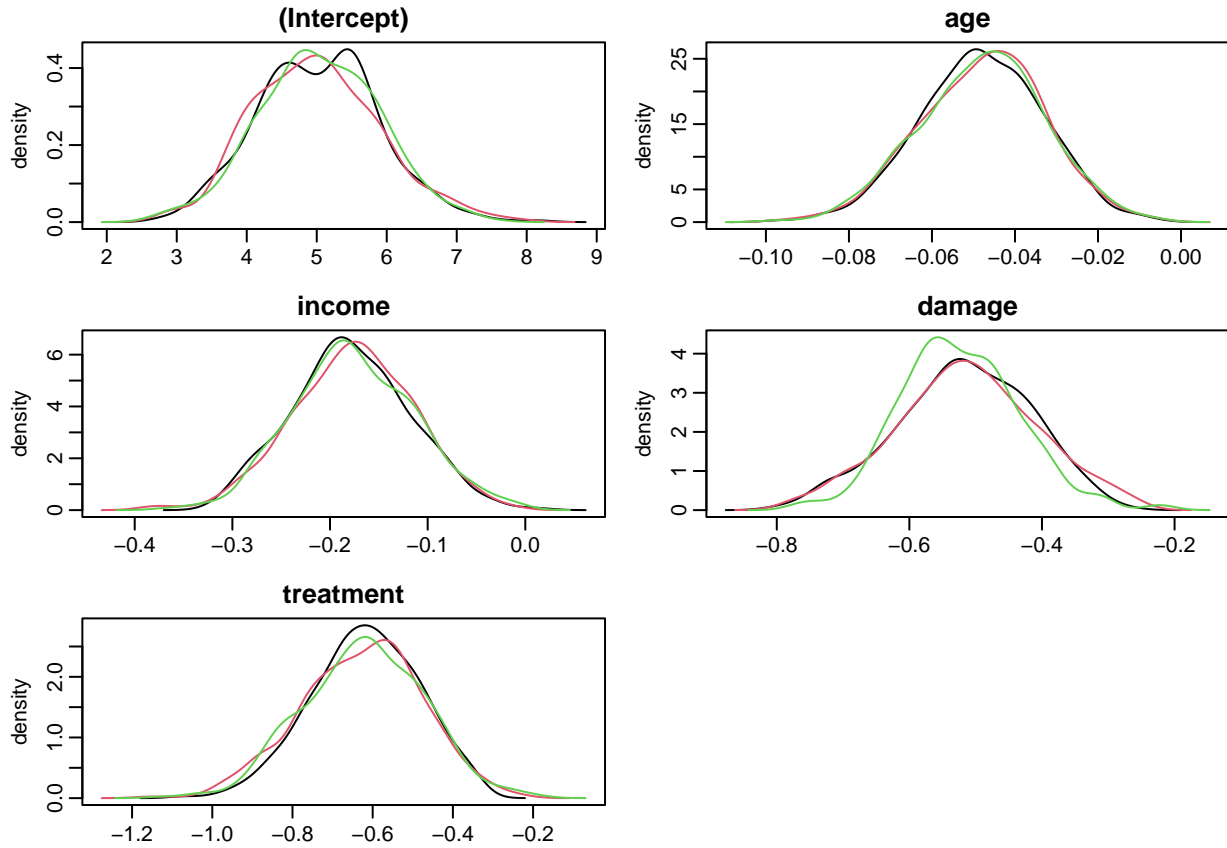 (Intercept)
density
0.0 0.2 0.4
2 3 4 5 6 7 8 9
age
density
0 5 15 25
−0.10 −0.08 −0.06 −0.04 −0.02 0.00
income
density
0 2 4 6
−0.4 −0.3 −0.2 −0.1 0.0
damage
density
0 1 2 3 4
−0.8 −0.6 −0.4 −0.2
treatment
density
0.0 1.0 2.0
−1.2 −1.0 −0.8 −0.6 −0.4 −0.2